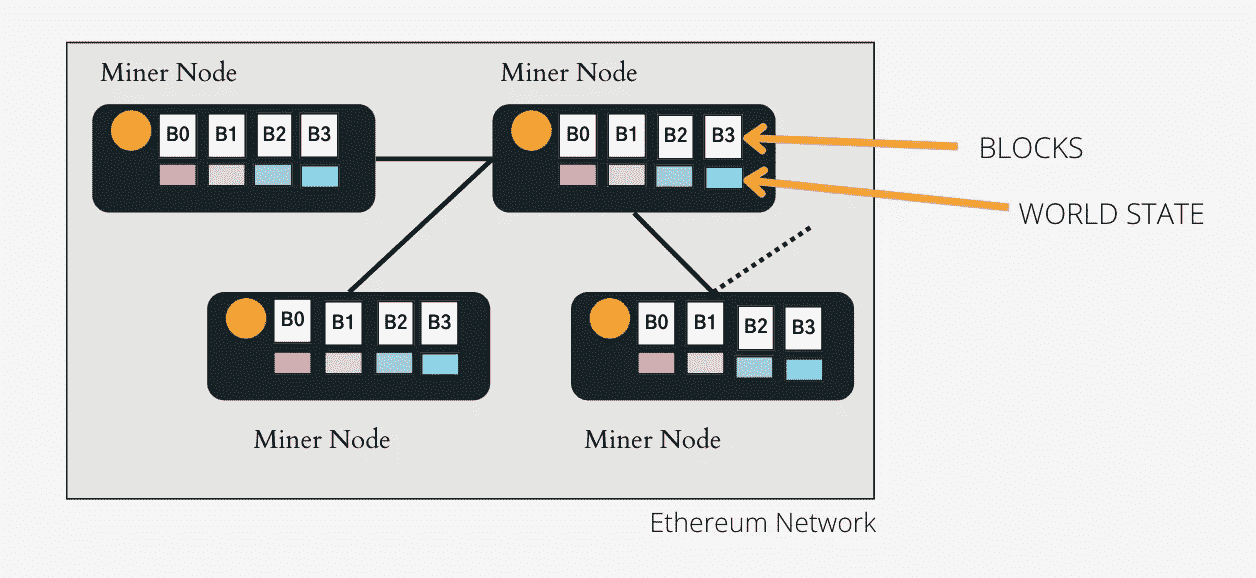 Miner Node
Miner Node
B0 B1 B2 B3
B0 B1 B2 B3
BLOCKS
WORLD STATE
B0 B1 B2 B3
B0 B1 B2 B3
Miner Node
Miner Node
Ethereum Network